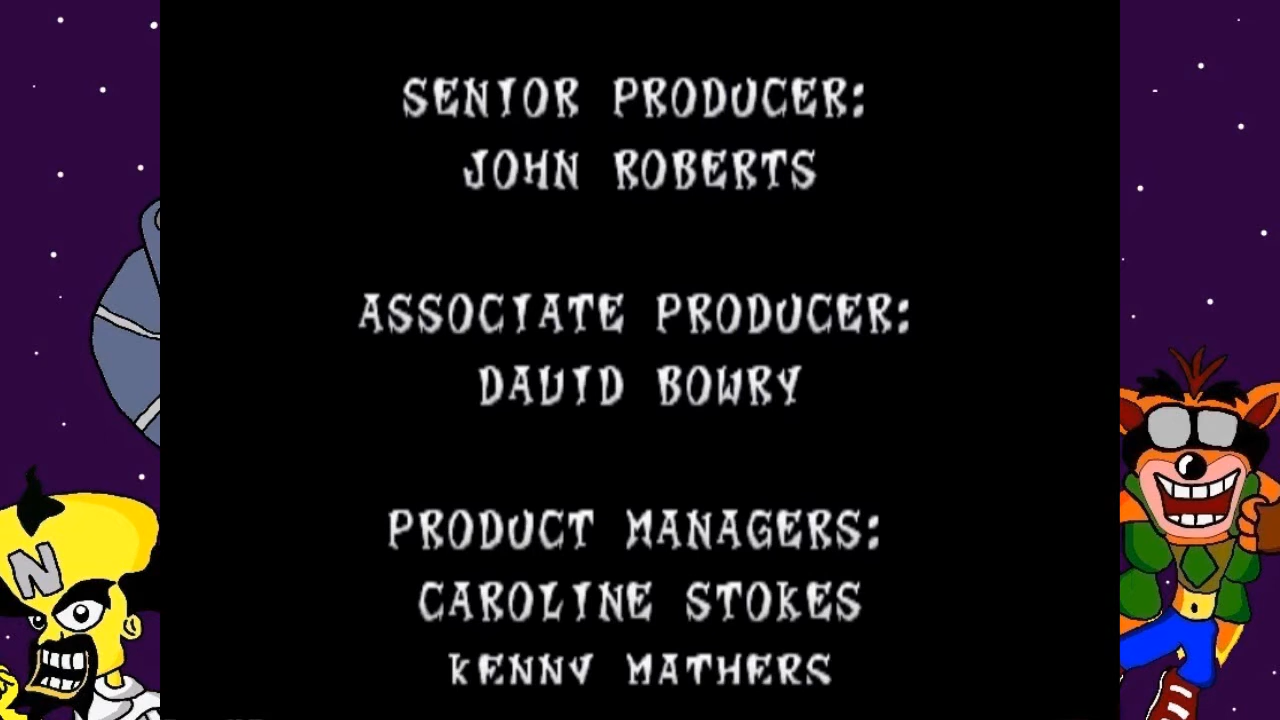 SENIOR PRODUCER:
JOHN ROBERTS
ASSOCIATE PRODUCER:
DAVID BOWRY
PRODUCT MANAGERS:
CAROLINE STOKES
KENNY MATHERS
N